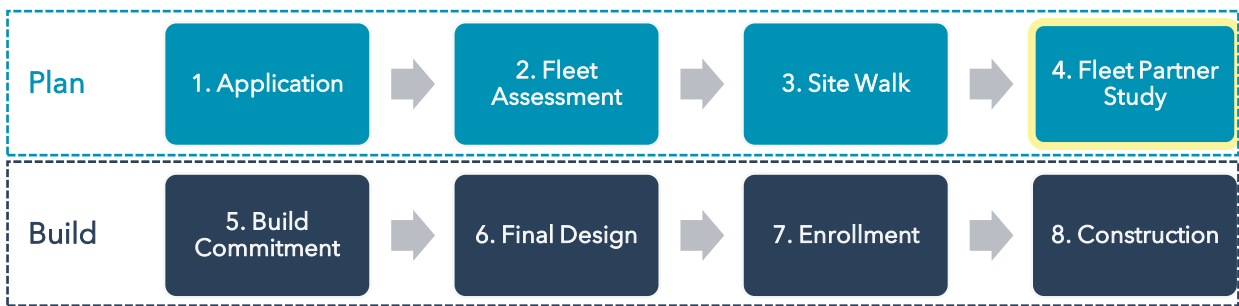 Plan
1. Application
2. Fleet
Assessment
3. Site Walk
4. Fleet Partner
Study
Build
5. Build
Commitment
6. Final Design
7. Enrollment
8. Construction